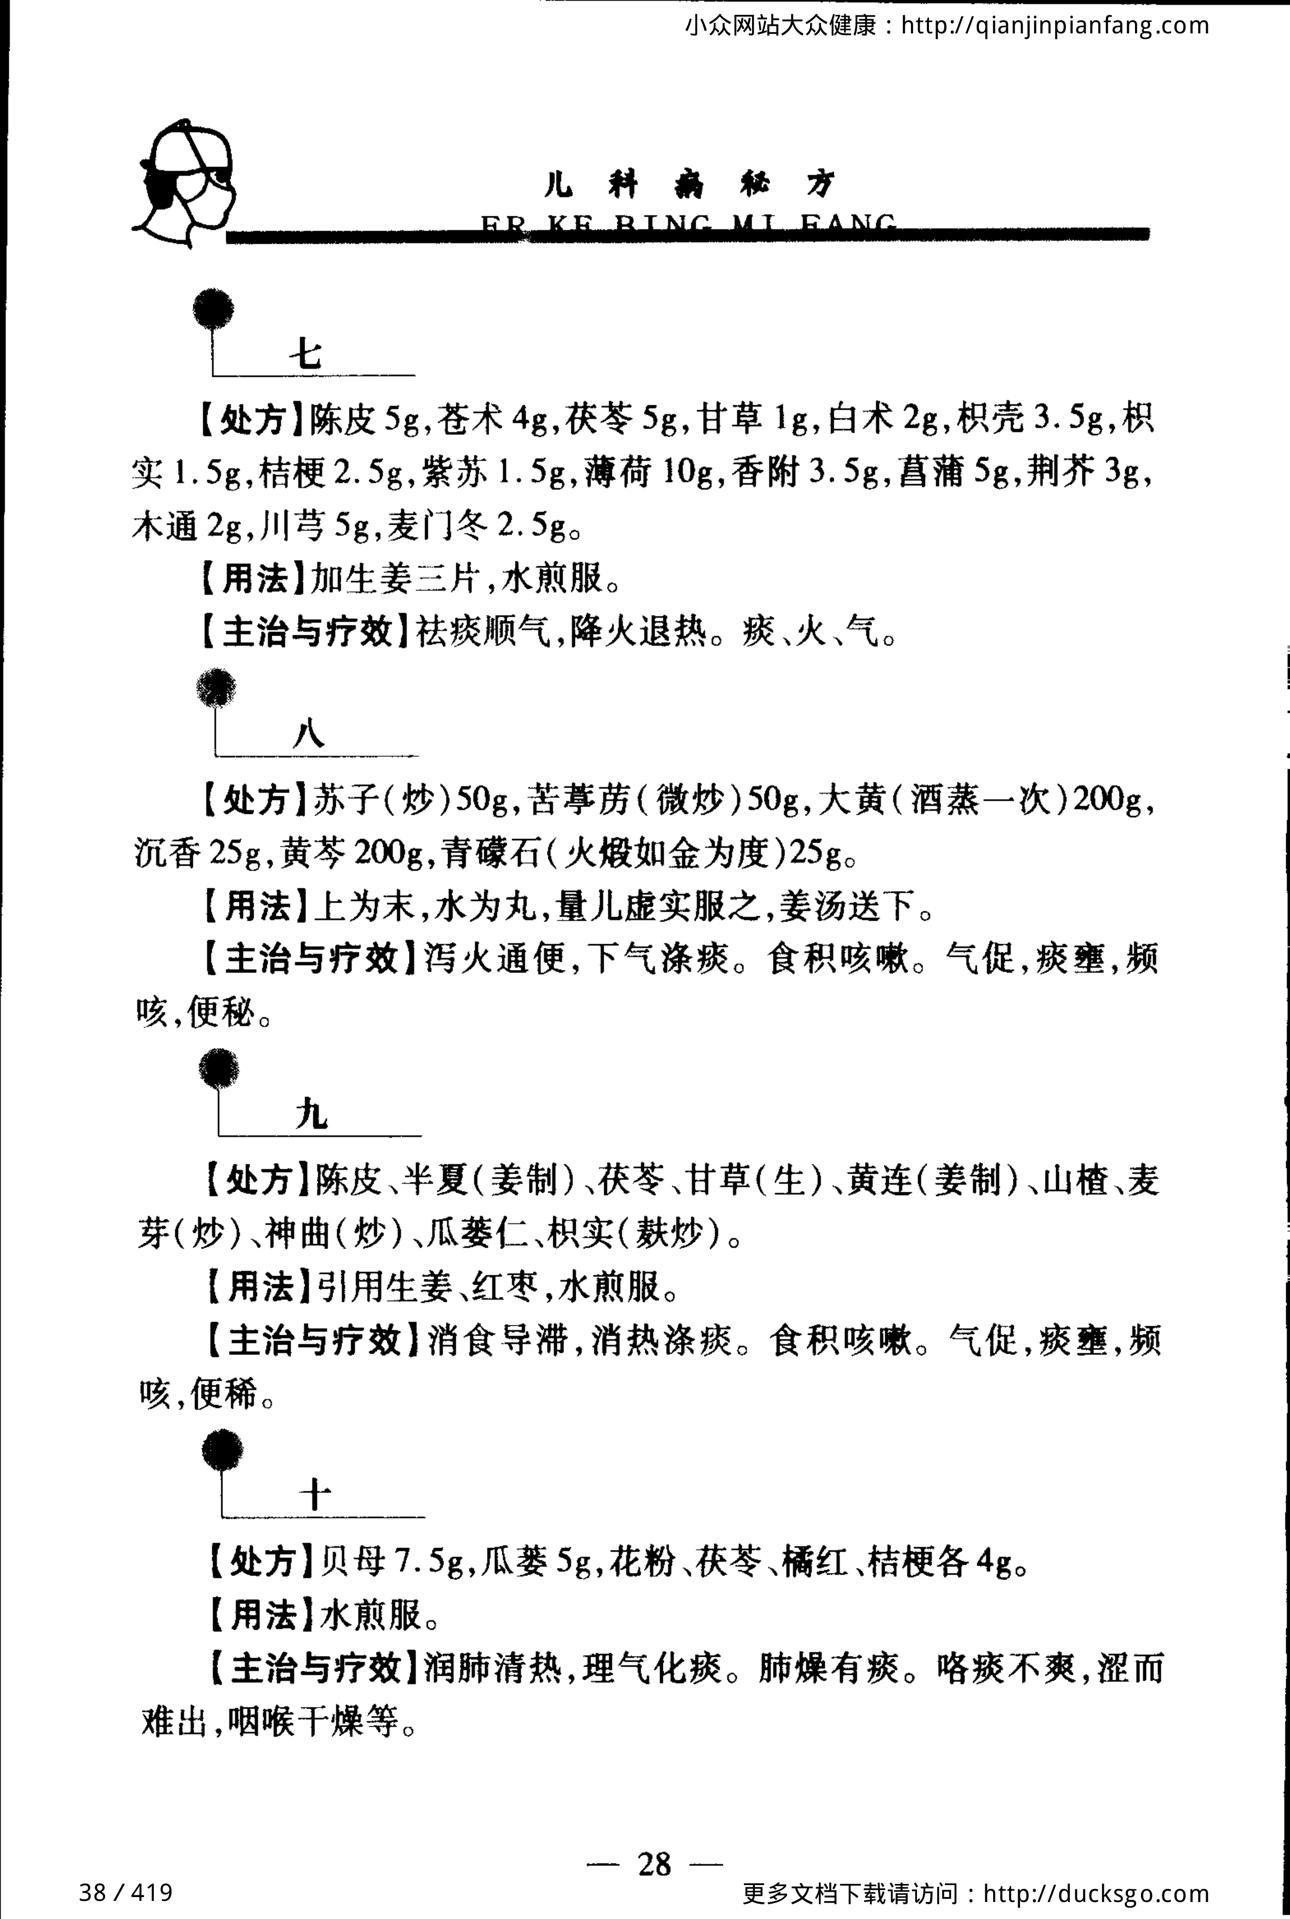 小众网站大众健康：http://qianjinpianfang.com
儿科病秘方
ER KE BING MI FANG
七
【处方】陈皮5g,苍术4g,茯苓5g,甘草1g,白术2g,枳壳3.5g,枳
实1.5g,桔梗2.5g,紫苏1.5g,薄荷10g,香附3.5g,菖蒲5g,荆芥3g,
木通2g,川芎5g,麦门冬2.5g。
【用法】加生姜三片,水煎服。
【主治与疗效】祛痰顺气,降火退热。痰、火、气。
八
【处方】苏子(炒)50g,苦葶苈(微炒)50g,大黄(酒蒸一次)200g,
沉香25g,黄芩200g,青礞石(火煅如金为度)25g。
【用法】上为末,水为丸,量儿虚实服之,姜汤送下。
【主治与疗效】泻火通便,下气涤痰。食积咳嗽。气促,痰壅,频
咳,便秘。
九
【处方】陈皮、半夏(姜制)、茯苓、甘草(生)、黄连(姜制)、山楂、麦
芽(炒)、神曲(炒)、瓜蒌仁、枳实(麸炒)。
【用法】引用生姜、红枣,水煎服。
【主治与疗效】消食导滞,消热涤痰。食积咳嗽。气促,痰壅,频
咳,便稀。
十
【处方】贝母7.5g,瓜蒌5g,花粉、茯苓、橘红、桔梗各4g。
【用法】水煎服。
【主治与疗效】润肺清热,理气化痰。肺燥有痰。咯痰不爽,涩而
难出,咽喉干燥等。
— 28 —
38 / 419
更多文档下载请访问：http://ducksgo.com